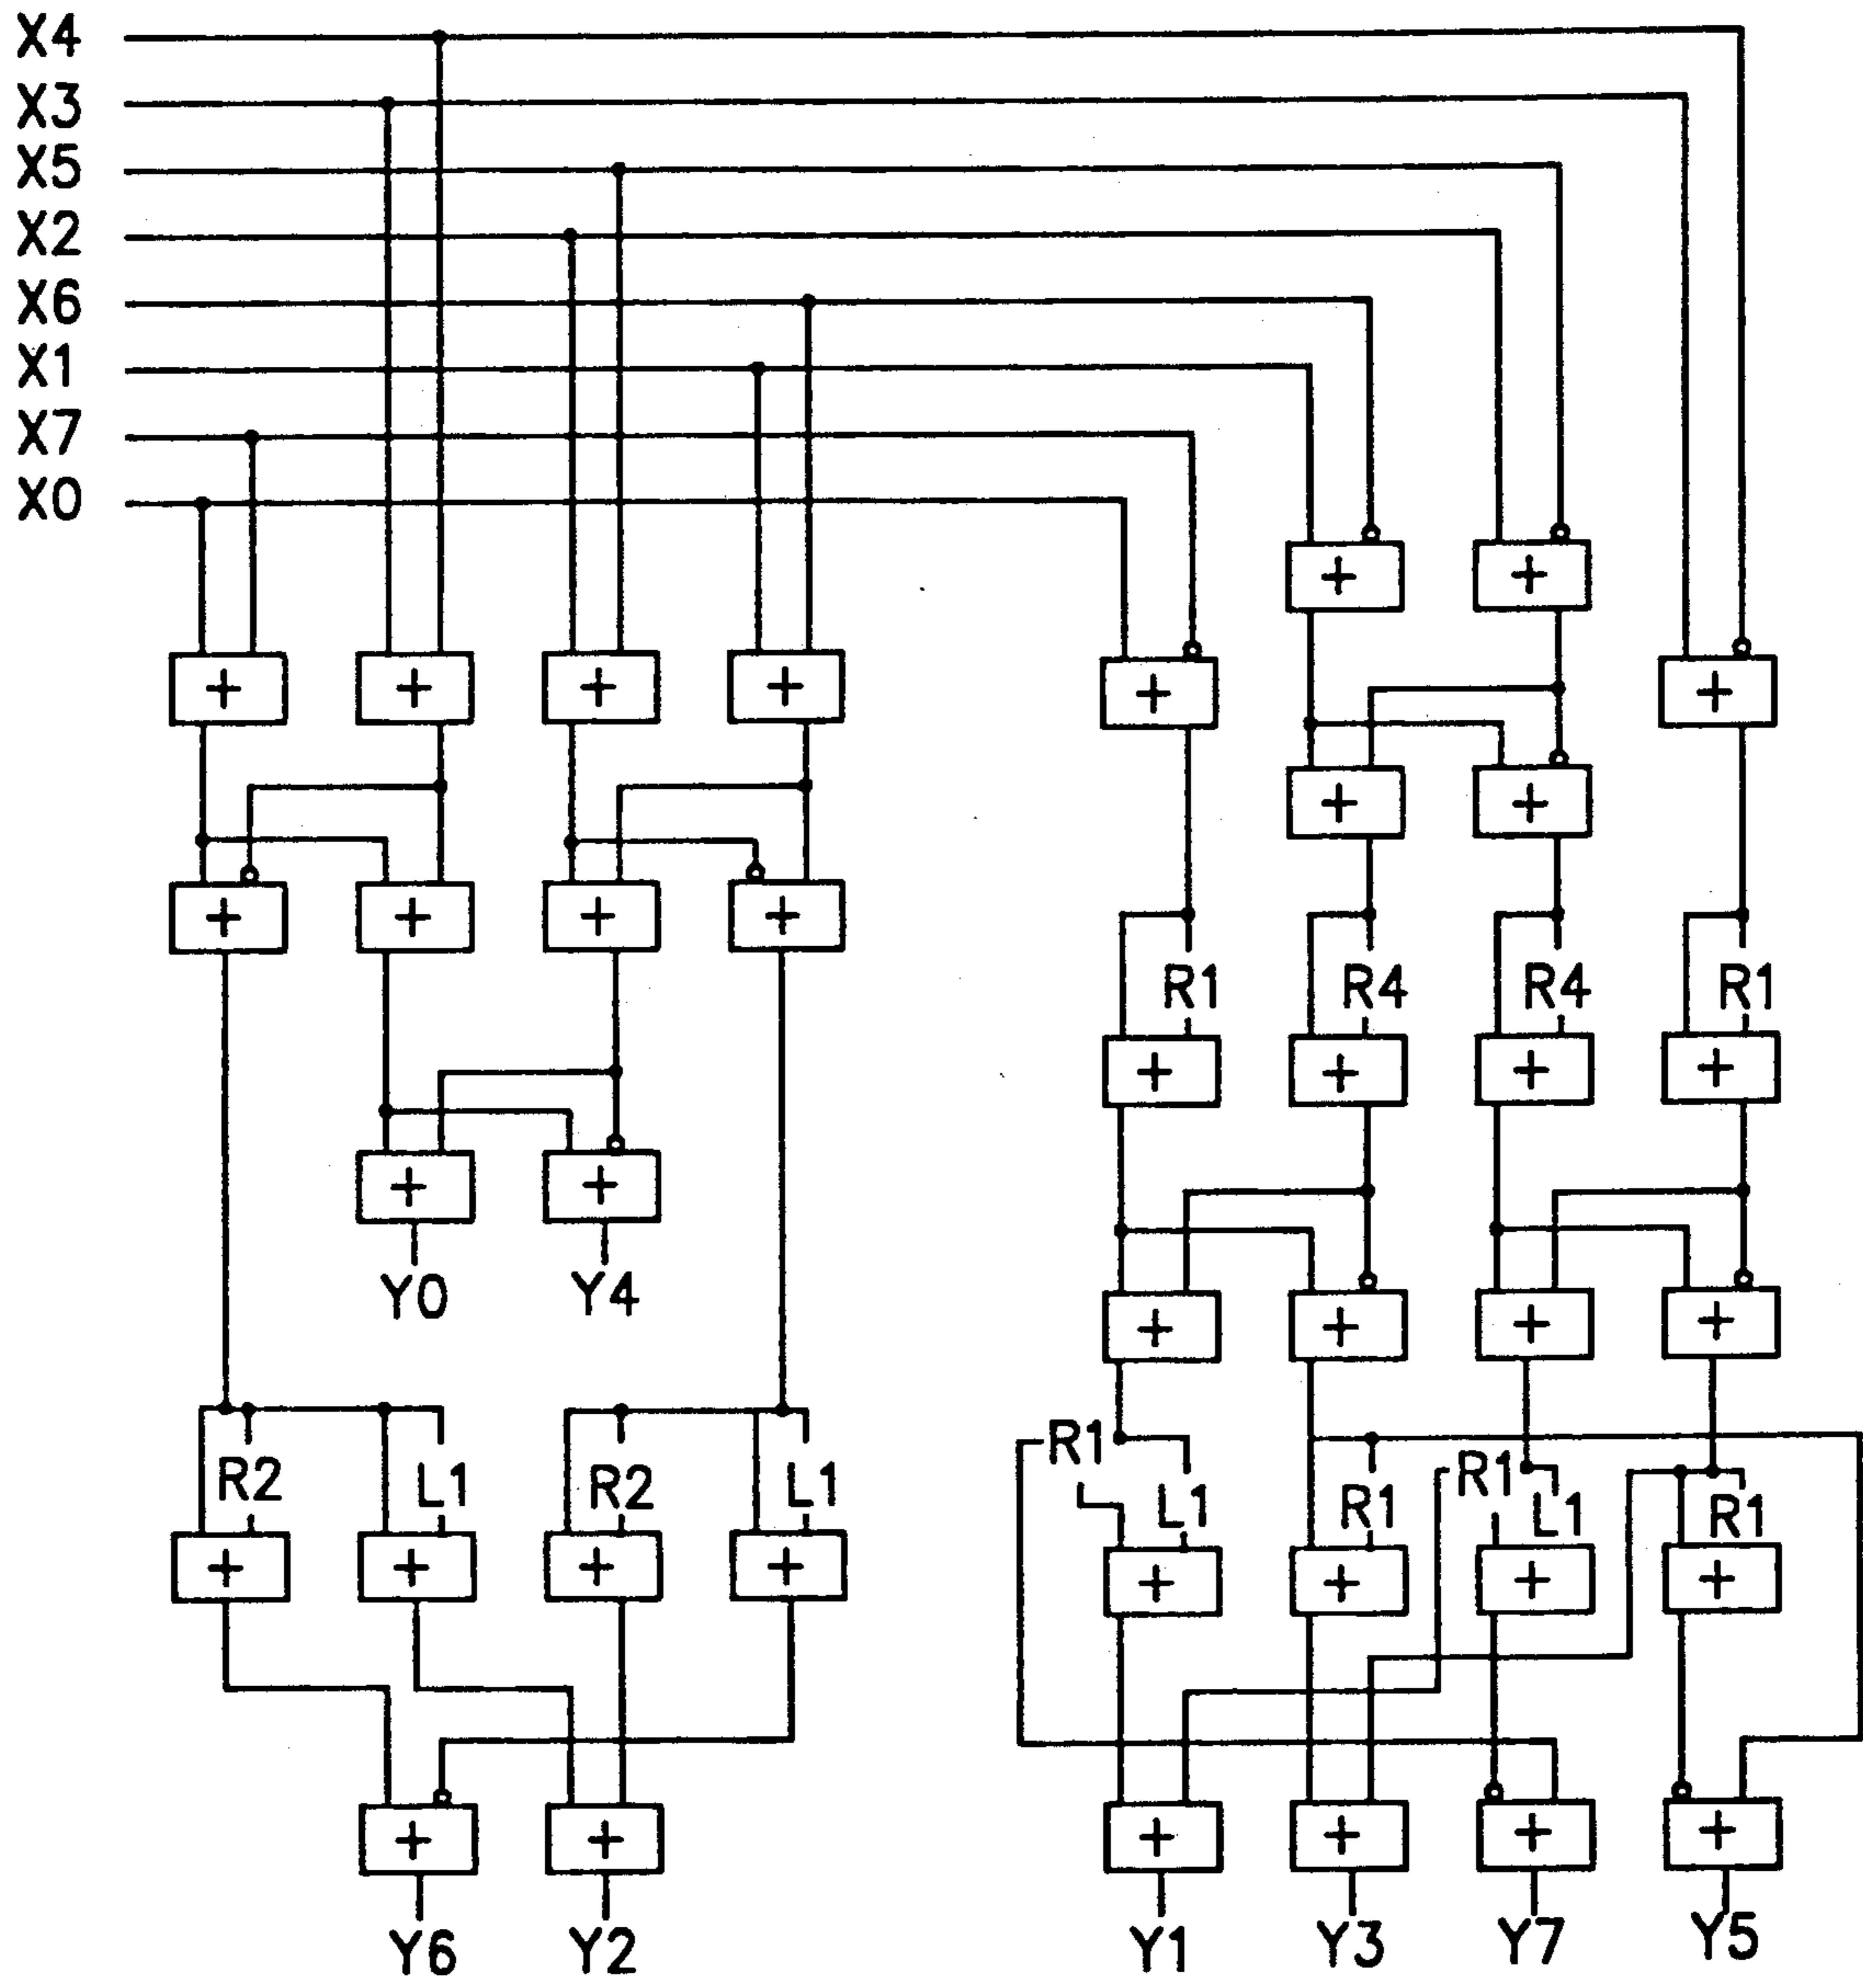 X4
X3
X5
X2
X6
X1
X7
X0
+ +
+ + + + + +
+ +
+ + + +
R1 R4 R4 R1
+ + + +
+ +
Y0 Y4
+ + + +
R1 R1
R2 L1 R2 L1 L1 R1 L1 R1
+ + + + + + + +
+ + + + + +
Y6 Y2 Y1 Y3 Y7 Y5